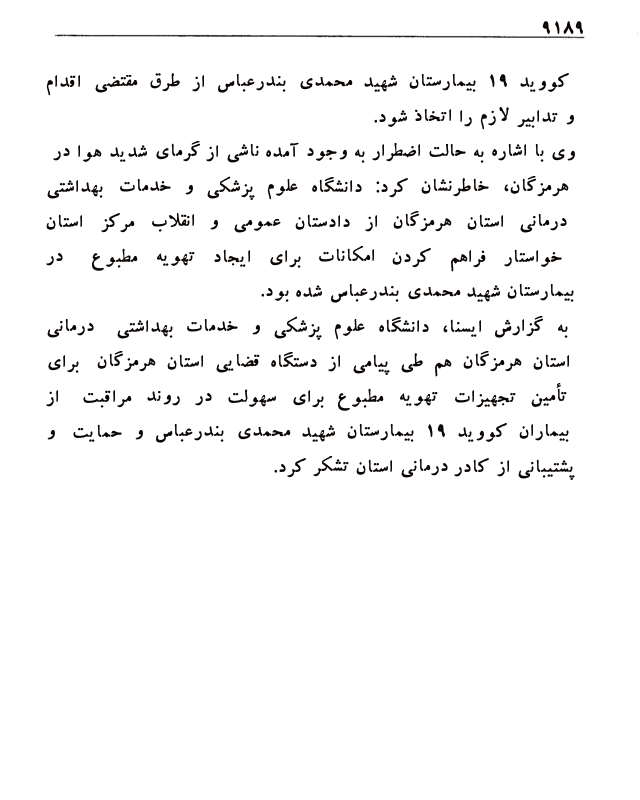 ۹۱۸۹
کووید ۱۹ بیمارستان شهید محمدی بندرعباس از طرق مقتضی اقدام
و تدابیر لازم را اتخاذ شود.
وی با اشاره به حالت اضطرار به وجود آمده ناشی از گرمای شدید هوا در
هرمزگان، خاطرنشان کرد: دانشگاه علوم پزشکی و خدمات بهداشتی
درمانی استان هرمزگان از دادستان عمومی و انقلاب مرکز استان
خواستار فراهم کردن امکانات برای ایجاد تهویه مطبوع در
بیمارستان شهید محمدی بندرعباس شده بود.
به گزارش ایسنا، دانشگاه علوم پزشکی و خدمات بهداشتی درمانی
استان هرمزگان هم طی پیامی از دستگاه قضایی استان هرمزگان برای
تأمین تجهیزات تهویه مطبوع برای سهولت در روند مراقبت از
بیماران کووید ۱۹ بیمارستان شهید محمدی بندرعباس و حمایت و
پشتیبانی از کادر درمانی استان تشکر کرد.